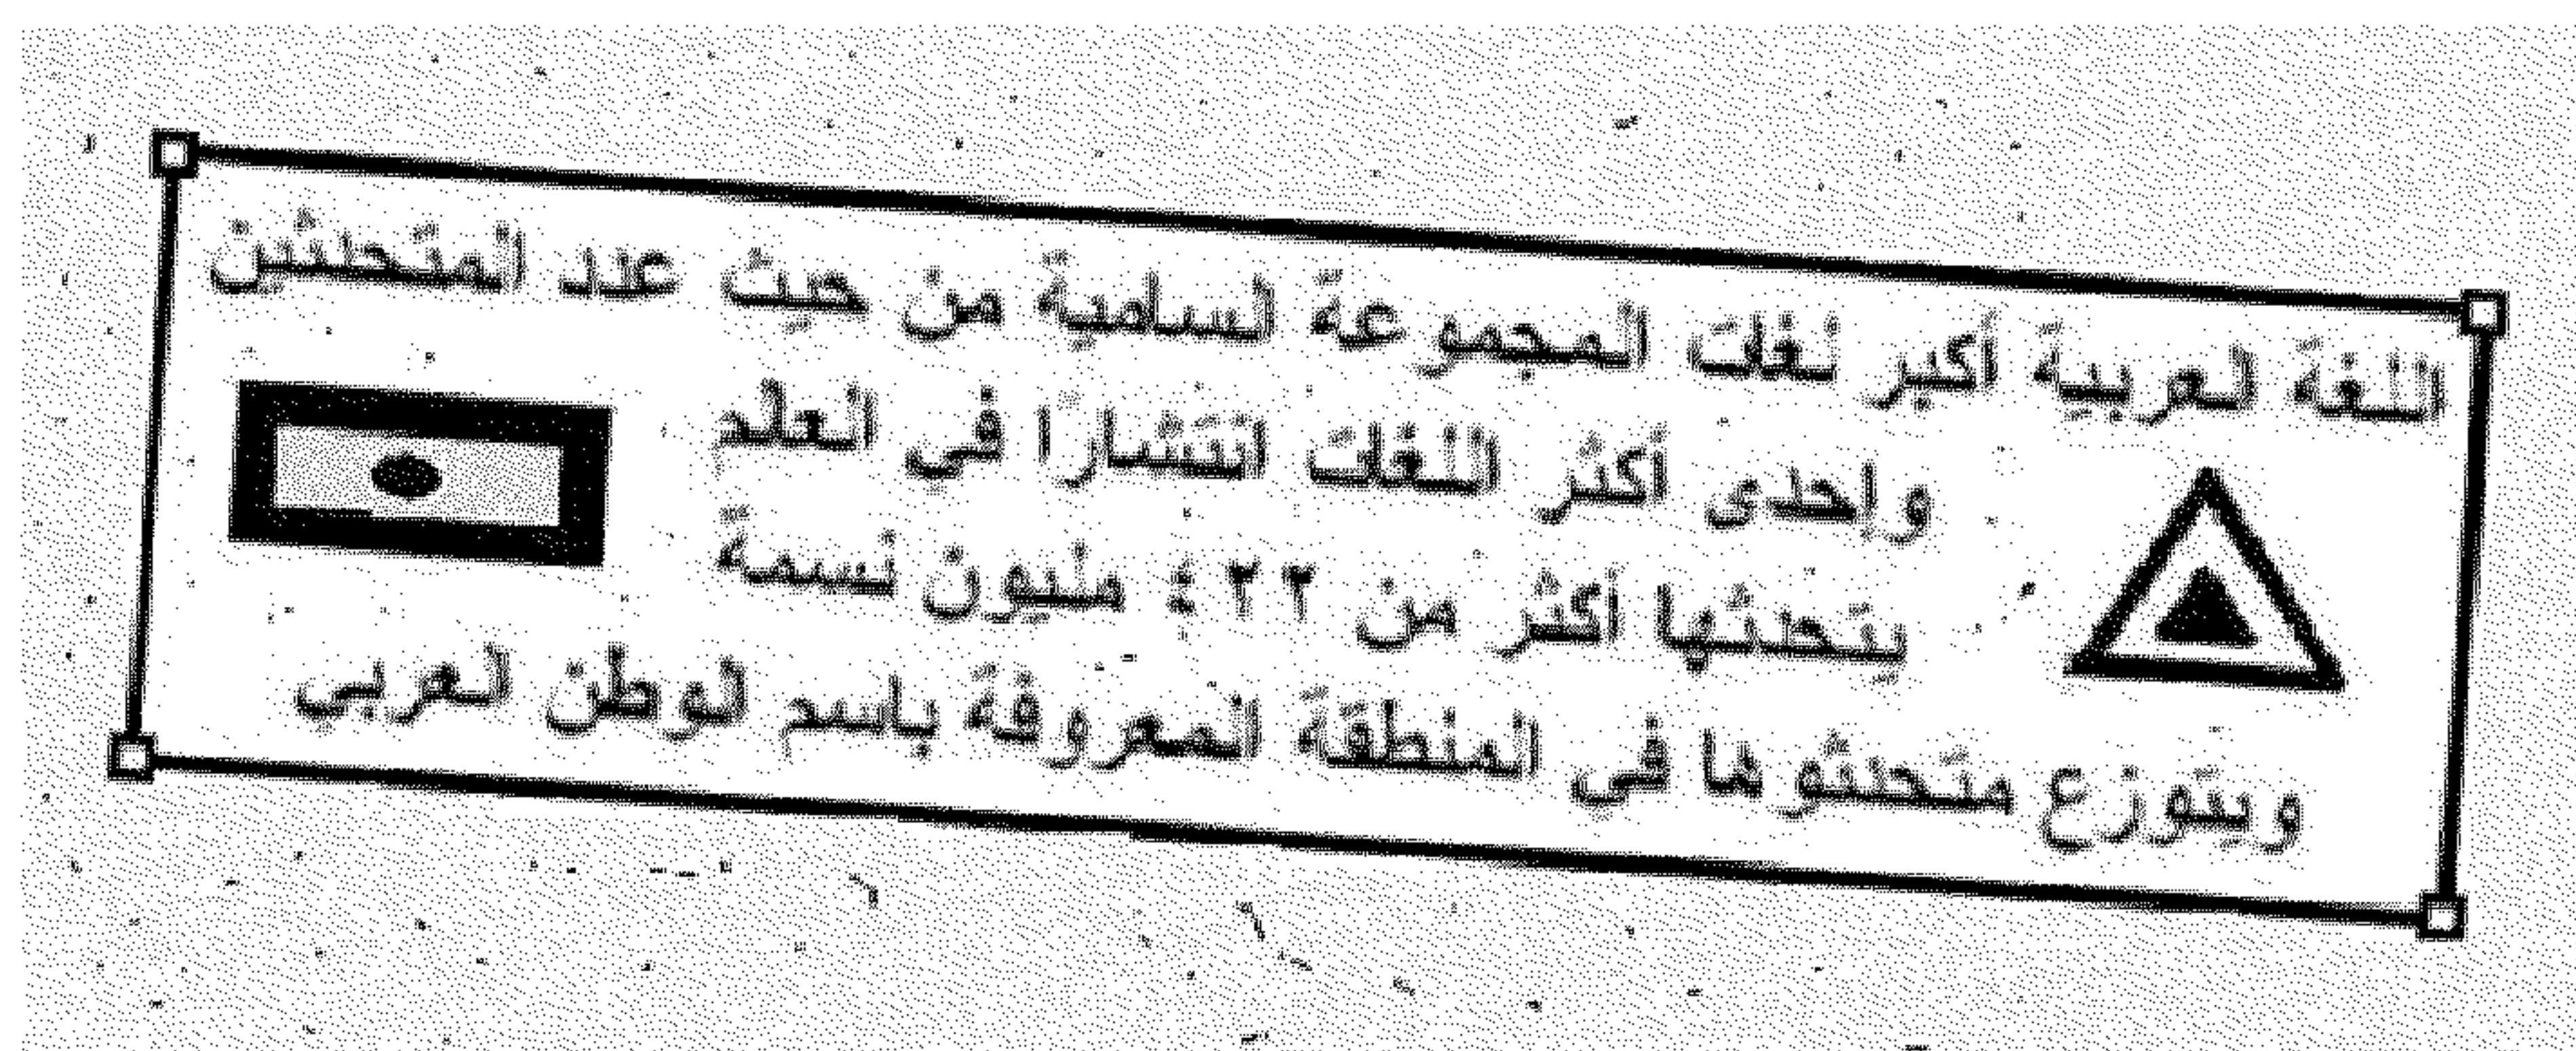 اللغة العربية أكبر لغات المجموعة السامية من حيث عدد المتحدثين
وإحدى أكثر اللغات انتشارا في العالم
يتحدثها أكثر من ٤٢٢ مليون نسمة
ويتوزع متحدثوها في المنطقة المعروفة باسم الوطن العربي